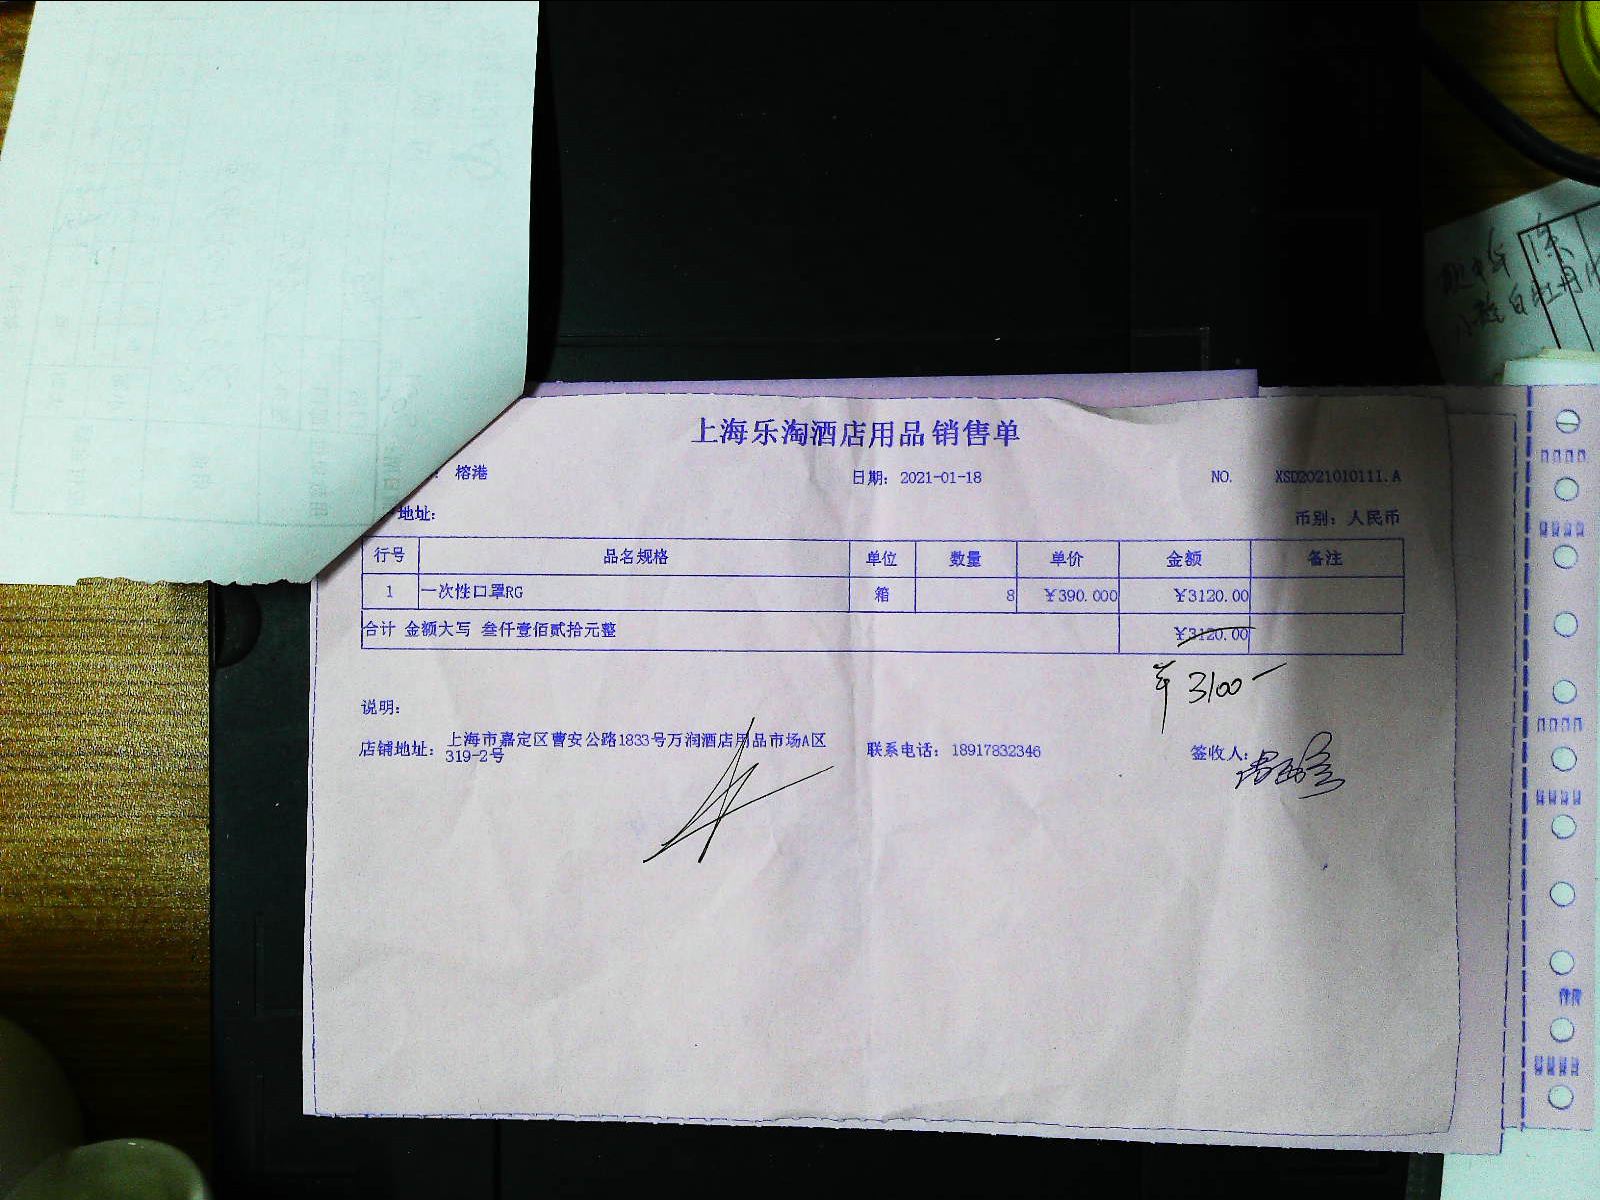 上海乐淘酒店用品销售单
: 榕港 日期: 2021-01-18 NO. XSD2021010111.A
地址: 币别: 人民币
行号 品名规格 单位 数量 单价 金额 备注
1 一次性口罩RG 箱 8 ￥390.000 ￥3120.00
合计 金额大写 叁仟壹佰贰拾元整 ￥3120.00
￥3100-
说明:
店铺地址: 上海市嘉定区曹安公路1833号万润酒店用品市场A区
319-2号
联系电话: 18917832346 签收人: